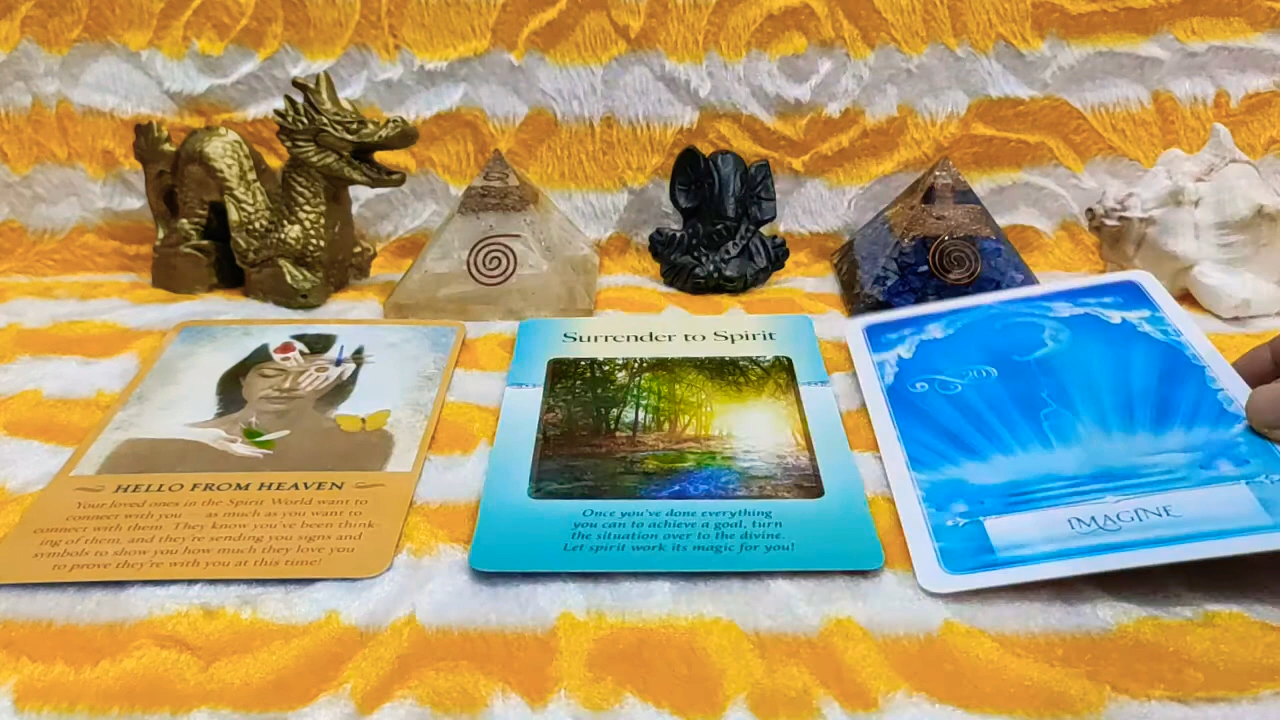 HELLO FROM HEAVEN
Your loved ones in the Spirit World want to
connect with you as much as you want to
connect with them. They know you've been think-
ing of them, and they're sending you signs and
symbols to show you how much they love you
to prove they're with you at this time!
Surrender to Spirit
Once you've done everything
you can to achieve a goal, turn
the situation over to the divine.
Let spirit work its magic for you!
20
IMAGINE